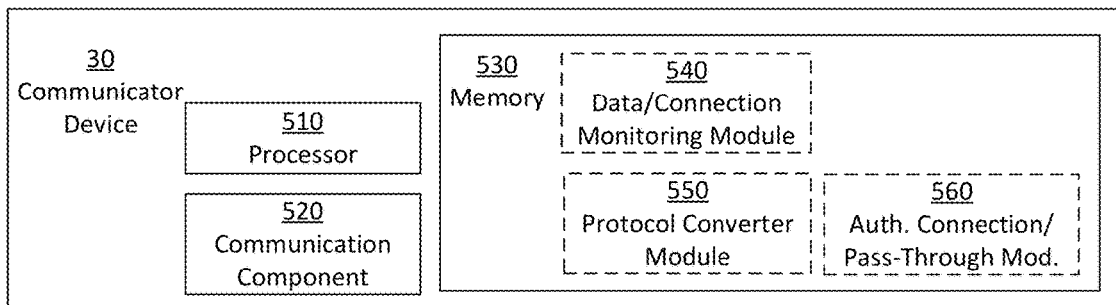 30
Communicator
Device
510
Processor
520
Communication
Component
530
Memory
540
Data/Connection
Monitoring Module
550
Protocol Converter
Module
560
Auth. Connection/
Pass-Through Mod.